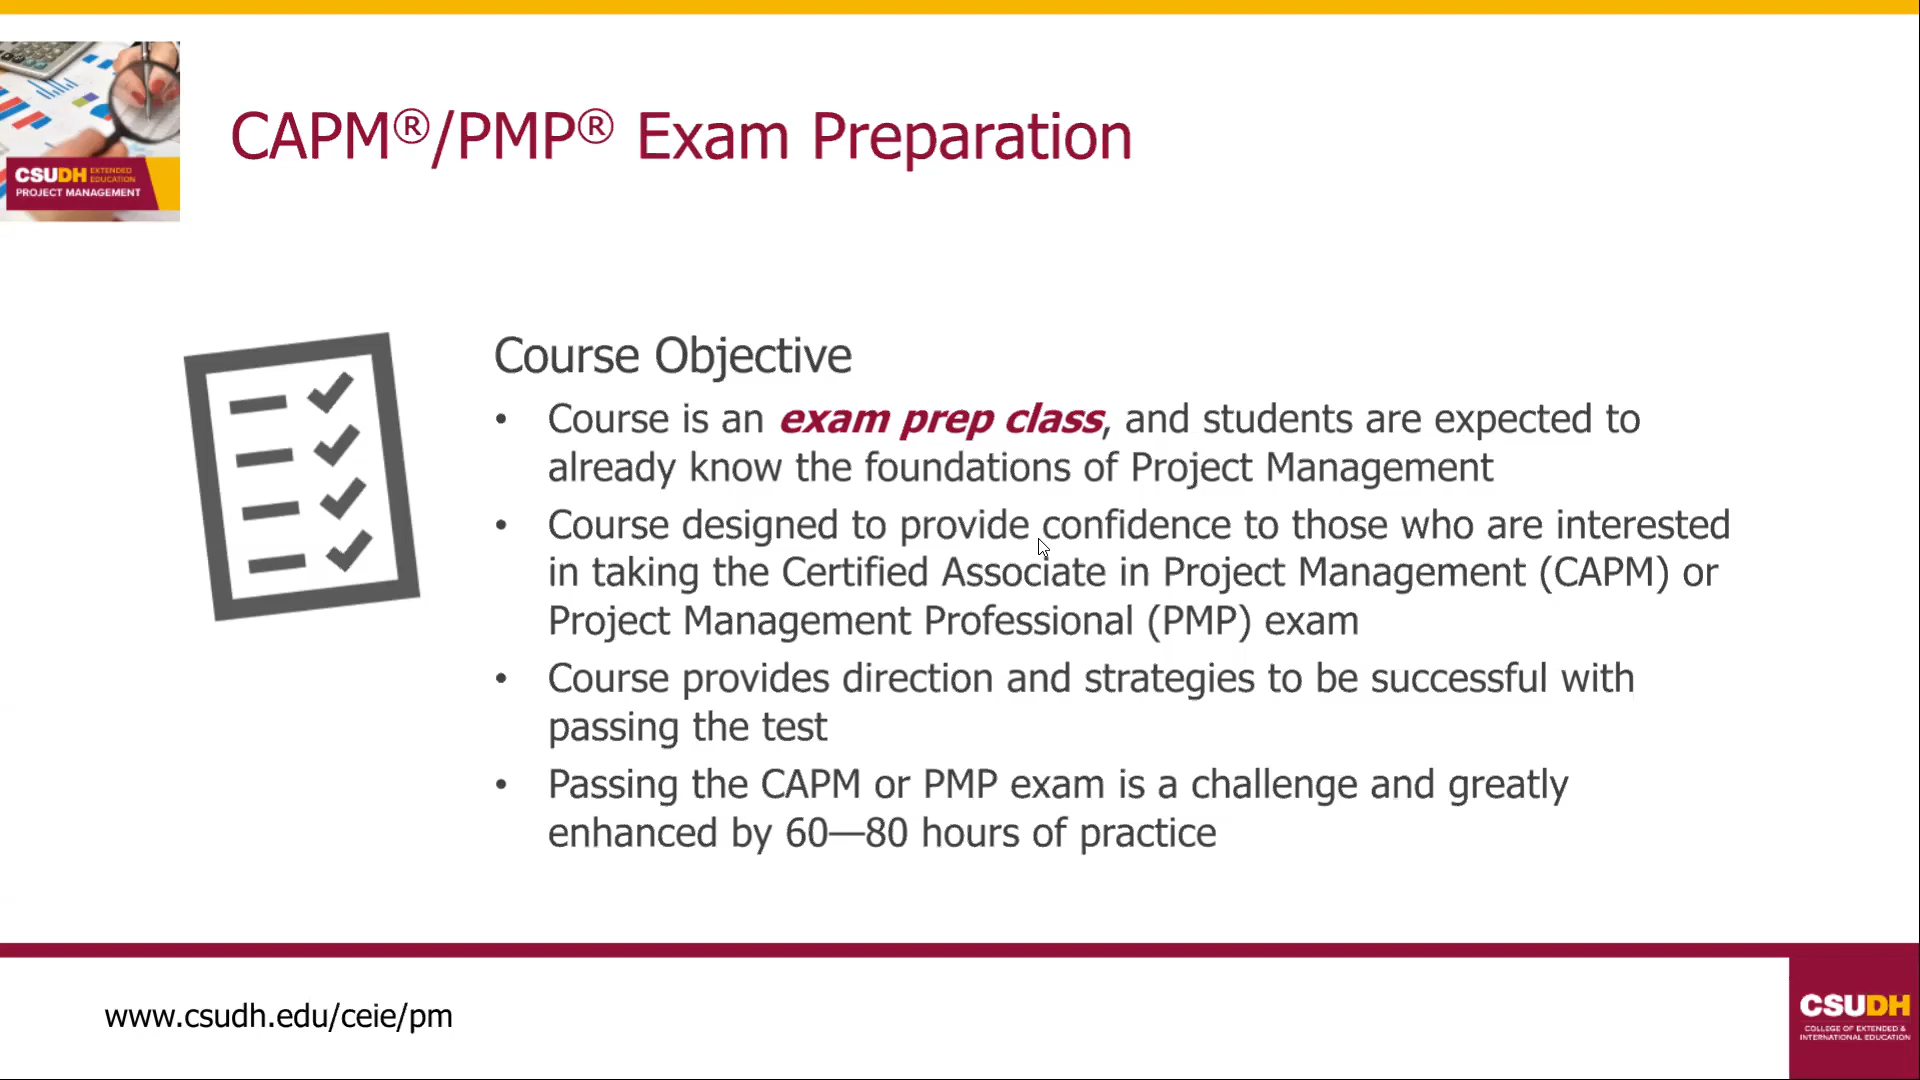 CSUDH EXTENDED EDUCATION
PROJECT MANAGEMENT
CAPM®/PMP® Exam Preparation
Course Objective
• Course is an exam prep class, and students are expected to
already know the foundations of Project Management
• Course designed to provide confidence to those who are interested
in taking the Certified Associate in Project Management (CAPM) or
Project Management Professional (PMP) exam
• Course provides direction and strategies to be successful with
passing the test
• Passing the CAPM or PMP exam is a challenge and greatly
enhanced by 60—80 hours of practice
www.csudh.edu/ceie/pm
CSUDH
COLLEGE OF EXTENDED &
INTERNATIONAL EDUCATION